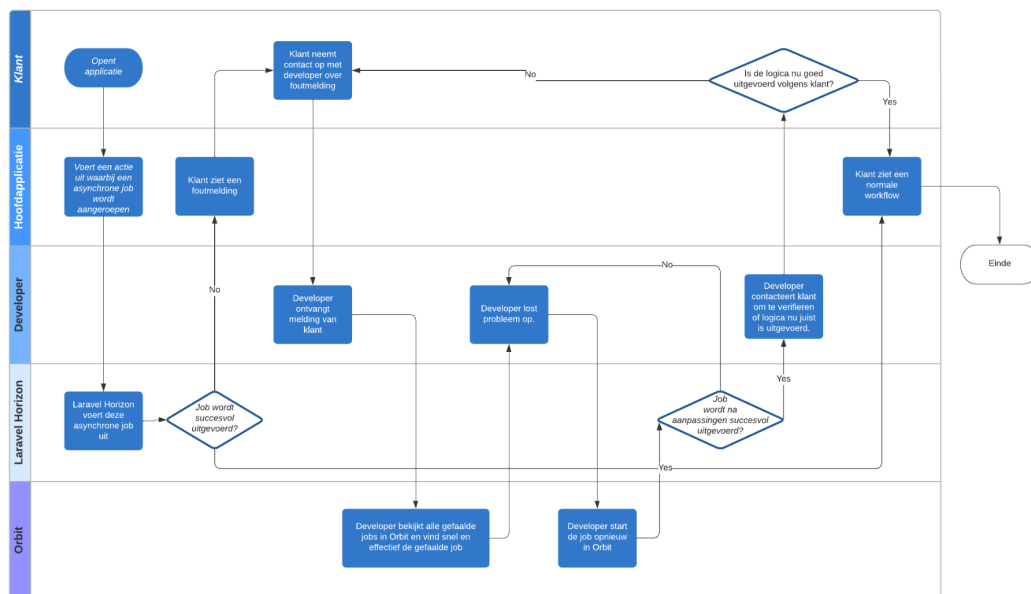 Klant
Opent
applicatie
Klant neemt
contact op met
developer over
foutmelding
No
Is de logica nu goed
uitgevoerd volgens klant?
Yes
Hoofdapplicatie
Voert een actie
uit waarbij een
asynchrone job
wordt
aangeroepen
Klant ziet een
foutmelding
Klant ziet een
normale
workflow
Einde
Developer
No
Developer
ontvangt
melding van
klant
Developer lost
probleem op.
No
Developer
contacteert klant
om te verifieren
of logica nu juist
is uitgevoerd.
Laravel Horizon
Laravel Horizon
voert deze
asynchrone job
uit
Job wordt
succesvol
uitgevoerd?
Job
wordt na
aanpassingen succesvol
uitgevoerd?
Yes
Yes
Orbit
Developer bekijkt alle gefaalde
jobs in Orbit en vind snel en
effectief de gefaalde job
Developer start
de job opnieuw
in Orbit